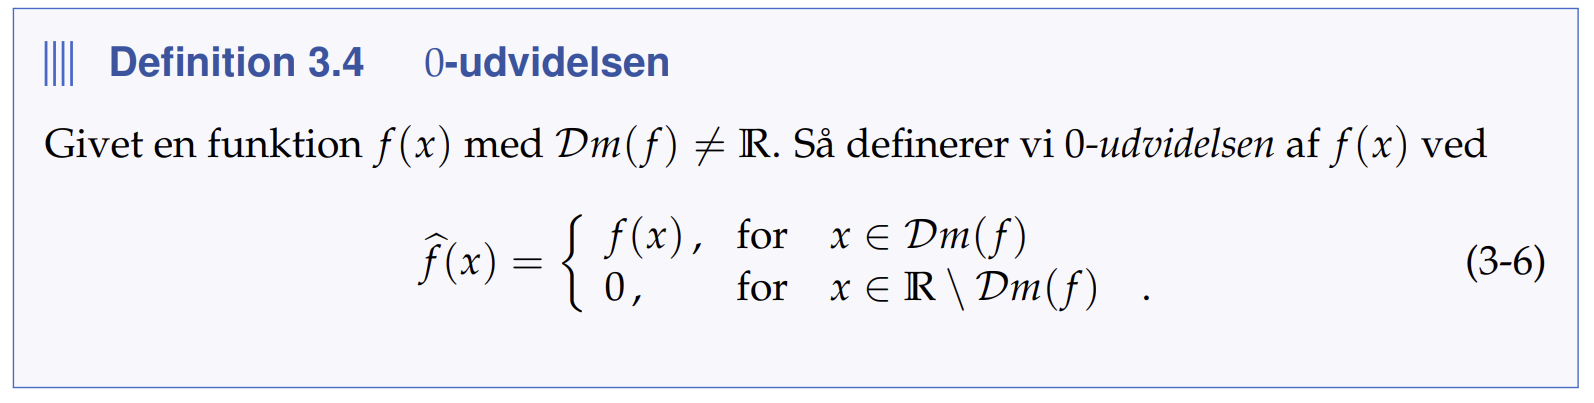 Definition 3.4 0-udvidelsen
Givet en funktion f(x) med Dm(f) ≠ ℝ. Så definerer vi 0-udvidelsen af f(x) ved
f̂(x) = { f(x), for x ∈ Dm(f)
0, for x ∈ ℝ \ Dm(f) . (3-6)